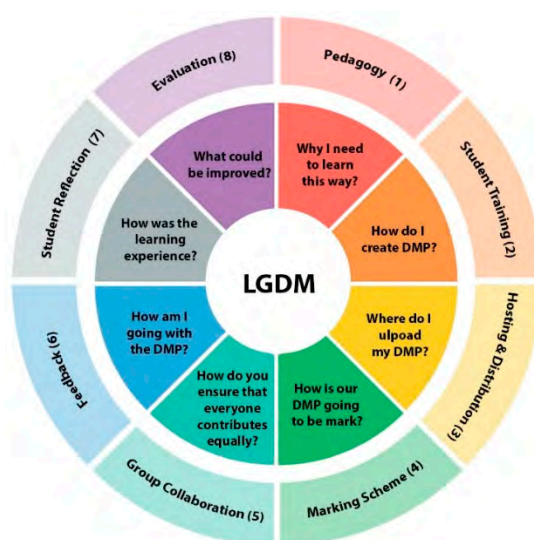 Pedagogy (1)
Why I need
to learn
this way?
Student Training (2)
How do I
create DMP?
Hosting & Distribution (3)
Where do I
ulpoad
my DMP?
Marking Scheme (4)
How is our
DMP going
to be mark?
Group Collaboration (5)
How do you
ensure that
everyone
contributes
equally?
Feedback (6)
How am I
going with
the DMP?
Student Reflection (7)
How was the
learning
experience?
Evaluation (8)
What could
be improved?
LGDM